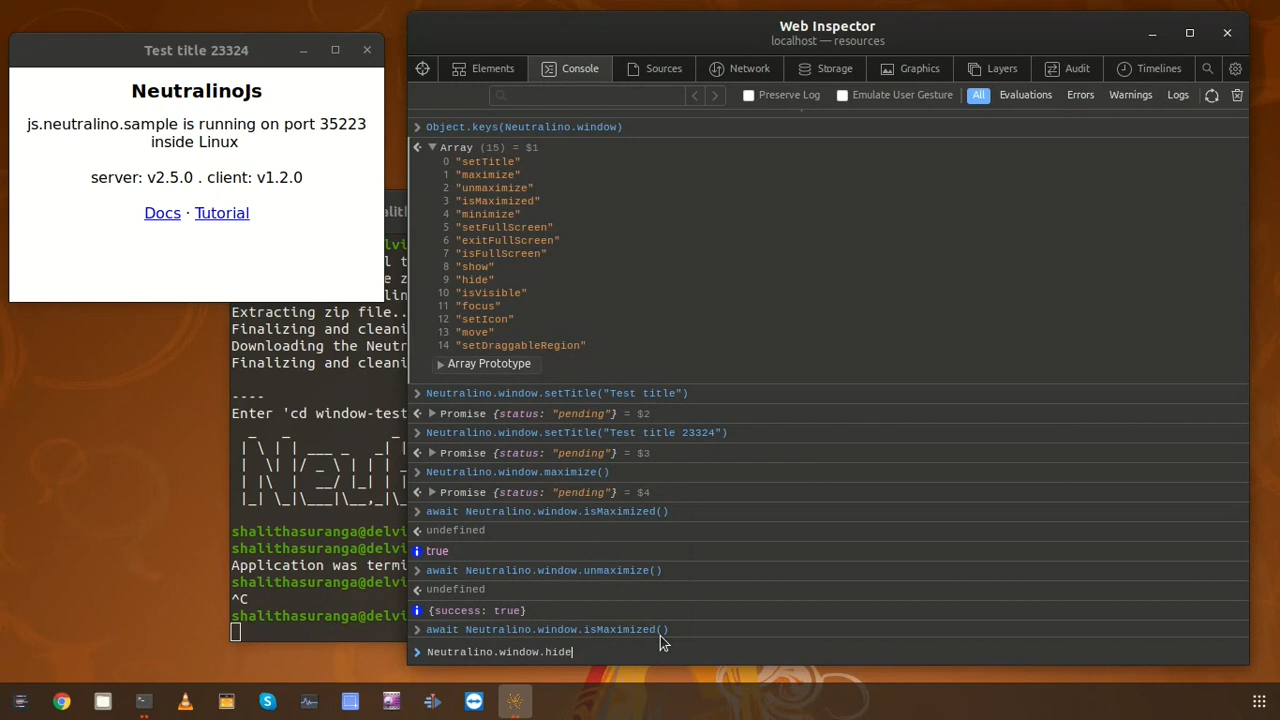 Test title 23324
NeutralinoJs
js.neutralino.sample is running on port 35223
inside Linux
server: v2.5.0 . client: v1.2.0
Docs · Tutorial
Extracting zip file..
Finalizing and cleani
Downloading the Neutr
Finalizing and cleani
----
Enter 'cd window-test
shalithasuranga@delvi
shalithasuranga@delvi
Application was termi
shalithasuranga@delvi
^C
shalithasuranga@delvi
Web Inspector
localhost — resources
Elements
Console
Sources
Network
Storage
Graphics
Layers
Audit
Timelines
Preserve Log
Emulate User Gesture
All
Evaluations
Errors
Warnings
Logs
Object.keys(Neutralino.window)
Array (15) = $1
0 "setTitle"
1 "maximize"
2 "unmaximize"
3 "isMaximized"
4 "minimize"
5 "setFullScreen"
6 "exitFullScreen"
7 "isFullScreen"
8 "show"
9 "hide"
10 "isVisible"
11 "focus"
12 "setIcon"
13 "move"
14 "setDraggableRegion"
Array Prototype
Neutralino.window.setTitle("Test title")
Promise {status: "pending"} = $2
Neutralino.window.setTitle("Test title 23324")
Promise {status: "pending"} = $3
Neutralino.window.maximize()
Promise {status: "pending"} = $4
await Neutralino.window.isMaximized()
undefined
true
await Neutralino.window.unmaximize()
undefined
{success: true}
await Neutralino.window.isMaximized()
Neutralino.window.hide